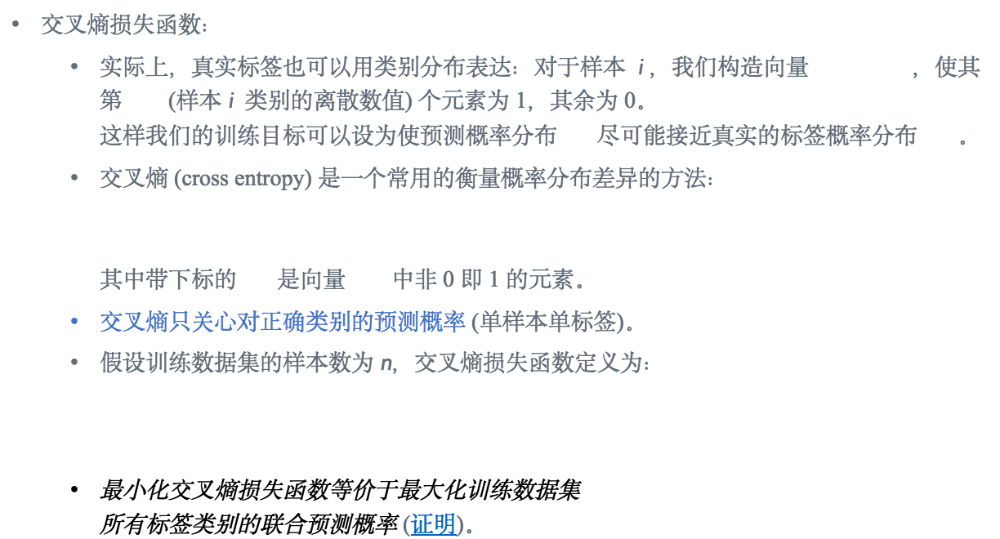 • 交叉熵损失函数:
• 实际上，真实标签也可以用类别分布表达：对于样本 i，我们构造向量 ，使其
第 (样本 i 类别的离散数值) 个元素为 1，其余为 0。
这样我们的训练目标可以设为使预测概率分布 尽可能接近真实的标签概率分布 。
• 交叉熵 (cross entropy) 是一个常用的衡量概率分布差异的方法：
其中带下标的 是向量 中非 0 即 1 的元素。
• 交叉熵只关心对正确类别的预测概率 (单样本单标签)。
• 假设训练数据集的样本数为 n，交叉熵损失函数定义为：
• 最小化交叉熵损失函数等价于最大化训练数据集
所有标签类别的联合预测概率 (证明)。